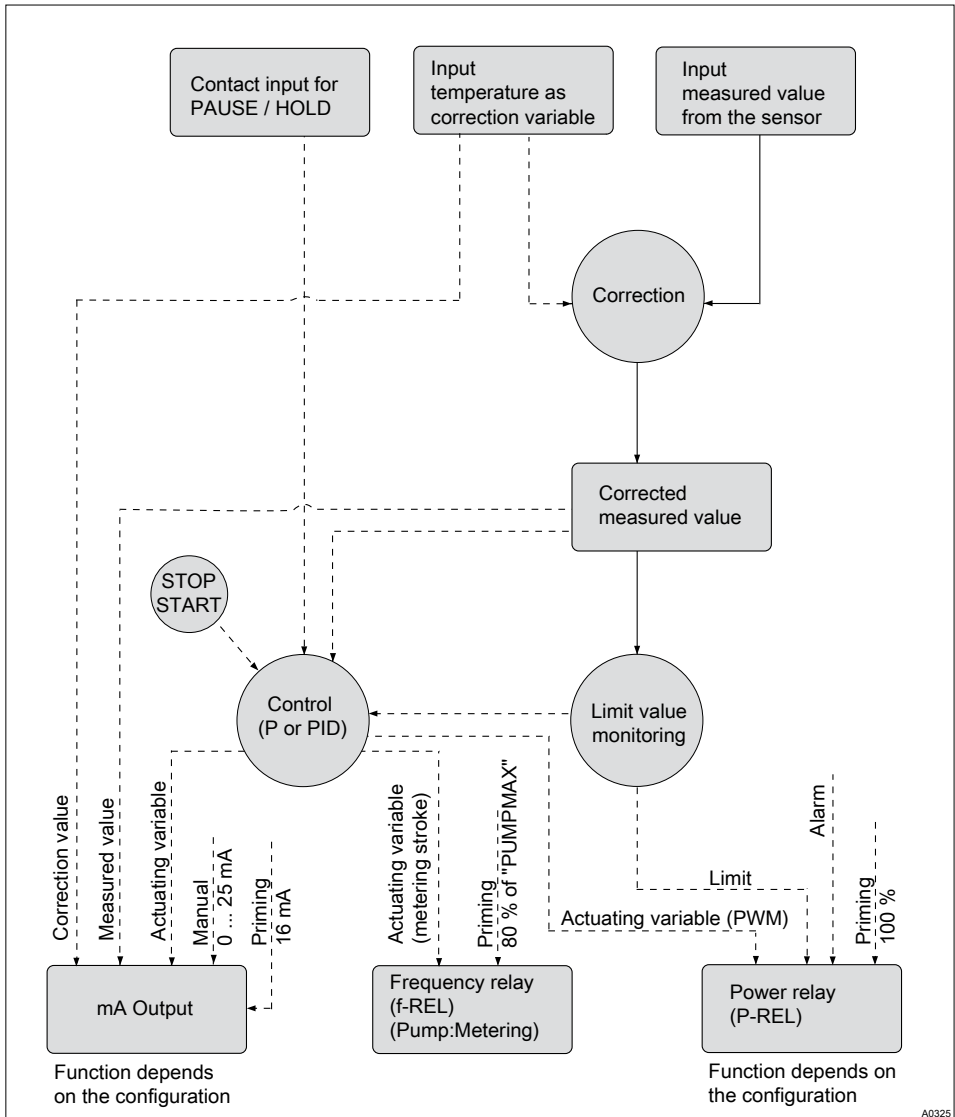 Contact input for
PAUSE / HOLD
Input
temperature as
correction variable
Input
measured value
from the sensor
Correction
Corrected
measured value
STOP
START
Control
(P or PID)
Limit value
monitoring
Correction value
Measured value
Actuating variable
Manual
0 ... 25 mA
Priming
16 mA
Actuating variable
(metering stroke)
Priming
80 % of "PUMPMAX"
Actuating variable (PWM)
Limit
Alarm
Priming
100 %
mA Output
Frequency relay
(f-REL)
(Pump:Metering)
Power relay
(P-REL)
Function depends
on the configuration
Function depends on
the configuration
A0325